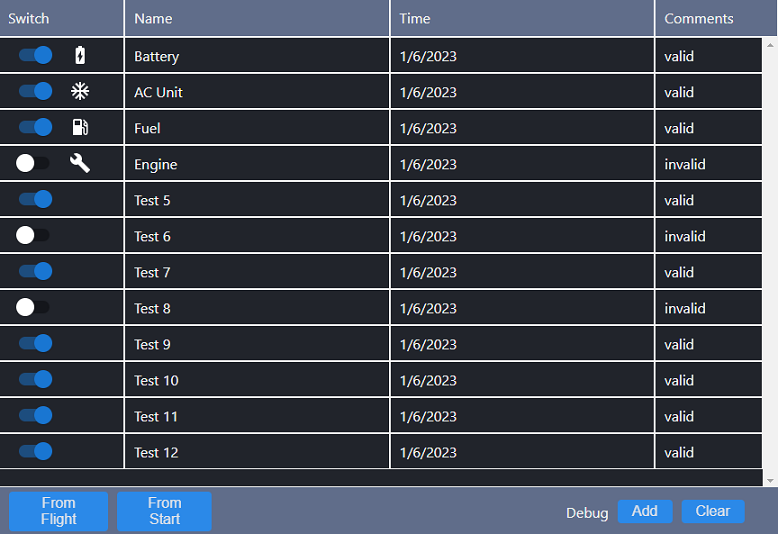 Switch Name Time Comments
Battery 1/6/2023 valid
AC Unit 1/6/2023 valid
Fuel 1/6/2023 valid
Engine 1/6/2023 invalid
Test 5 1/6/2023 valid
Test 6 1/6/2023 invalid
Test 7 1/6/2023 valid
Test 8 1/6/2023 invalid
Test 9 1/6/2023 valid
Test 10 1/6/2023 valid
Test 11 1/6/2023 valid
Test 12 1/6/2023 valid
From
Flight
From
Start
Debug Add Clear